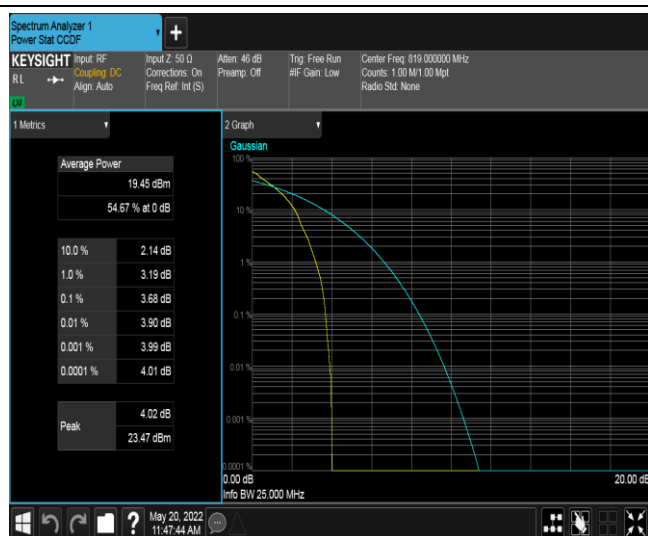 Spectrum Analyzer 1
Power Stat CCDF
+
KEYSIGHT
RL
LXI
Input: RF
Coupling: DC
Align: Auto
Input Z: 50 Ω
Corrections: On
Freq Ref: Int (S)
Atten: 46 dB
Preamp: Off
Trig: Free Run
#IF Gain: Low
Center Freq: 819.000000 MHz
Counts: 1.00 M/1.00 Mpt
Radio Std: None
1 Metrics
Average Power
19.45 dBm
54.67 % at 0 dB
10.0 % 2.14 dB
1.0 % 3.19 dB
0.1 % 3.68 dB
0.01 % 3.90 dB
0.001 % 3.99 dB
0.0001 % 4.01 dB
Peak
4.02 dB
23.47 dBm
2 Graph
Gaussian
100 %
10 %
1 %
0.1 %
0.01 %
0.001 %
0.0001 %
0.00 dB
20.00 dB
Info BW 25.000 MHz
?
May 20, 2022
11:47:44 AM